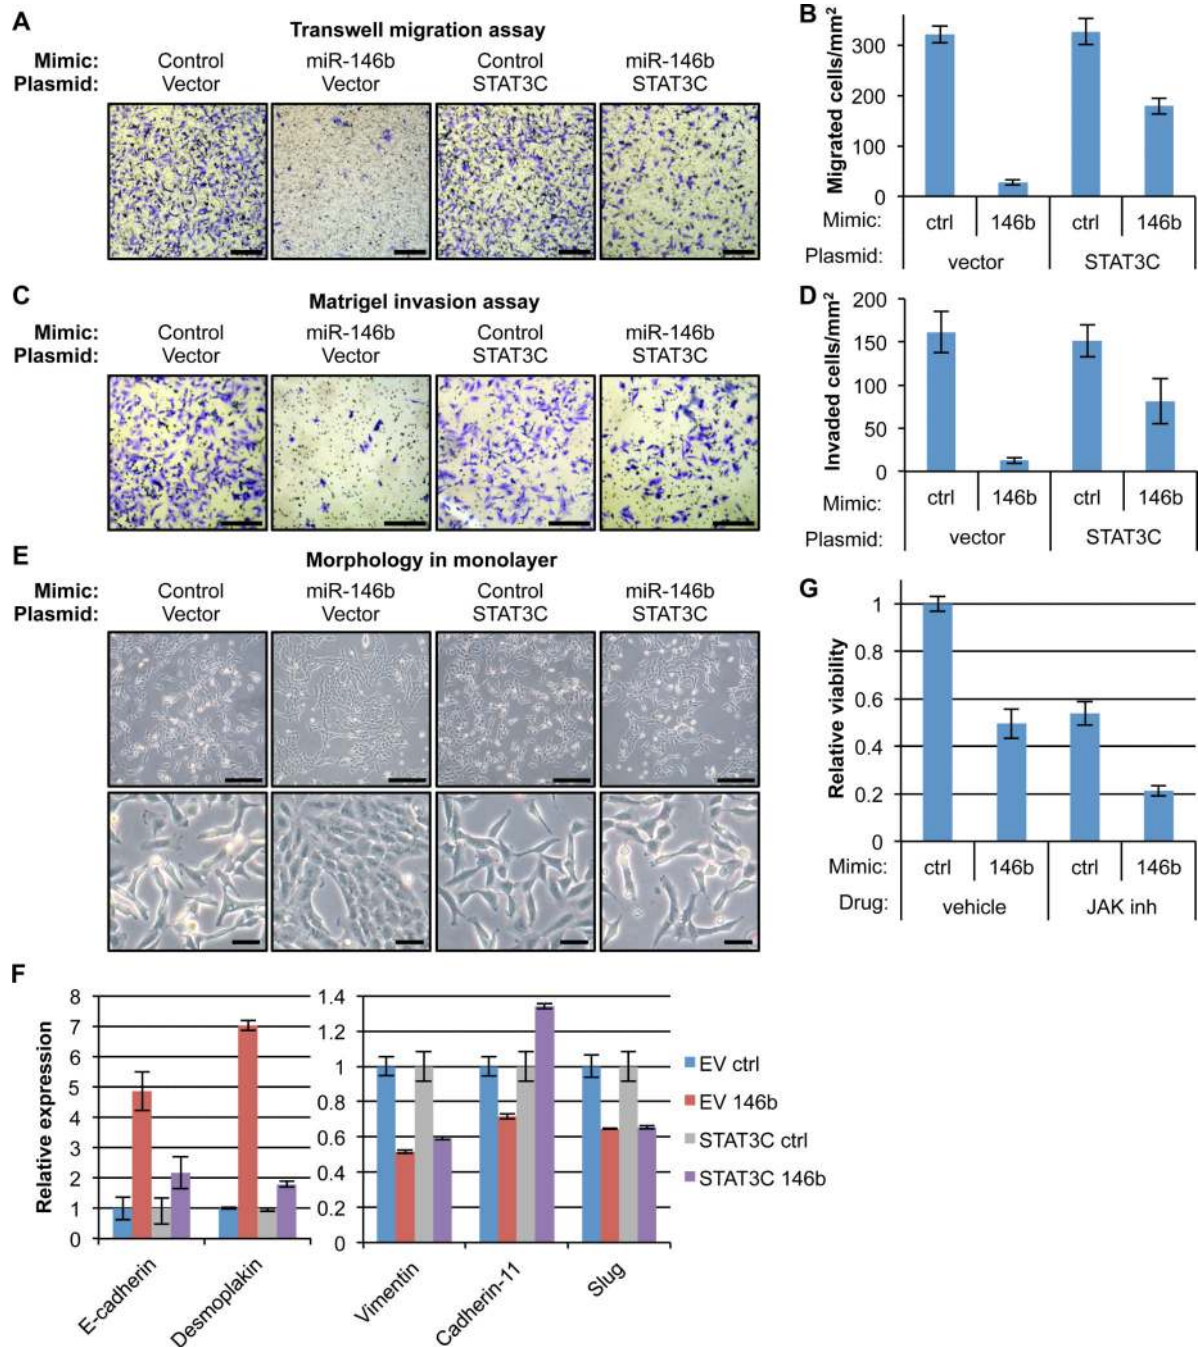 A
Transwell migration assay
Mimic: Control miR-146b Control miR-146b
Plasmid: Vector Vector STAT3C STAT3C
B
Migrated cells/mm²
300
200
100
0
Mimic: ctrl 146b ctrl 146b
Plasmid: vector STAT3C
C
Matrigel invasion assay
Mimic: Control miR-146b Control miR-146b
Plasmid: Vector Vector STAT3C STAT3C
D
Invaded cells/mm²
200
150
100
50
0
Mimic: ctrl 146b ctrl 146b
Plasmid: vector STAT3C
E
Morphology in monolayer
Mimic: Control miR-146b Control miR-146b
Plasmid: Vector Vector STAT3C STAT3C
G
Relative viability
1
0.8
0.6
0.4
0.2
0
Mimic: ctrl 146b ctrl 146b
Drug: vehicle JAK inh
F
Relative expression
8
7
6
5
4
3
2
1
0
E-cadherin
Desmoplakin
1.4
1.2
1
0.8
0.6
0.4
0.2
0
Vimentin
Cadherin-11
Slug
EV ctrl
EV 146b
STAT3C ctrl
STAT3C 146b